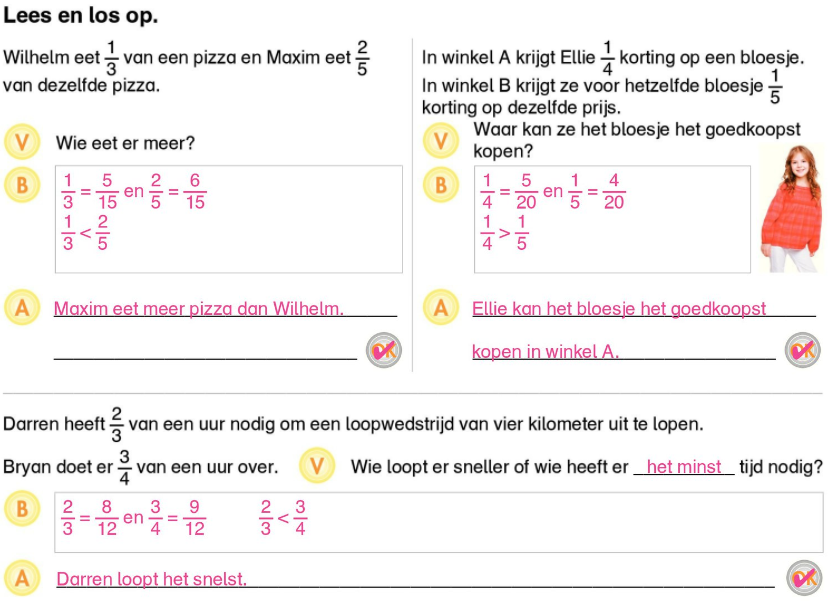 Lees en los op.
Wilhelm eet 1/3 van een pizza en Maxim eet 2/5
van dezelfde pizza.
V Wie eet er meer?
B 1/3 = 5/15 en 2/5 = 6/15
1/3 < 2/5
A Maxim eet meer pizza dan Wilhelm.
OK
In winkel A krijgt Ellie 1/4 korting op een bloesje.
In winkel B krijgt ze voor hetzelfde bloesje 1/5
korting op dezelfde prijs.
V Waar kan ze het bloesje het goedkoopst
kopen?
B 1/4 = 5/20 en 1/5 = 4/20
1/4 > 1/5
A Ellie kan het bloesje het goedkoopst
kopen in winkel A.
OK
Darren heeft 2/3 van een uur nodig om een loopwedstrijd van vier kilometer uit te lopen.
Bryan doet er 3/4 van een uur over. V Wie loopt er sneller of wie heeft er het minst tijd nodig?
B 2/3 = 8/12 en 3/4 = 9/12 2/3 < 3/4
A Darren loopt het snelst.
OK